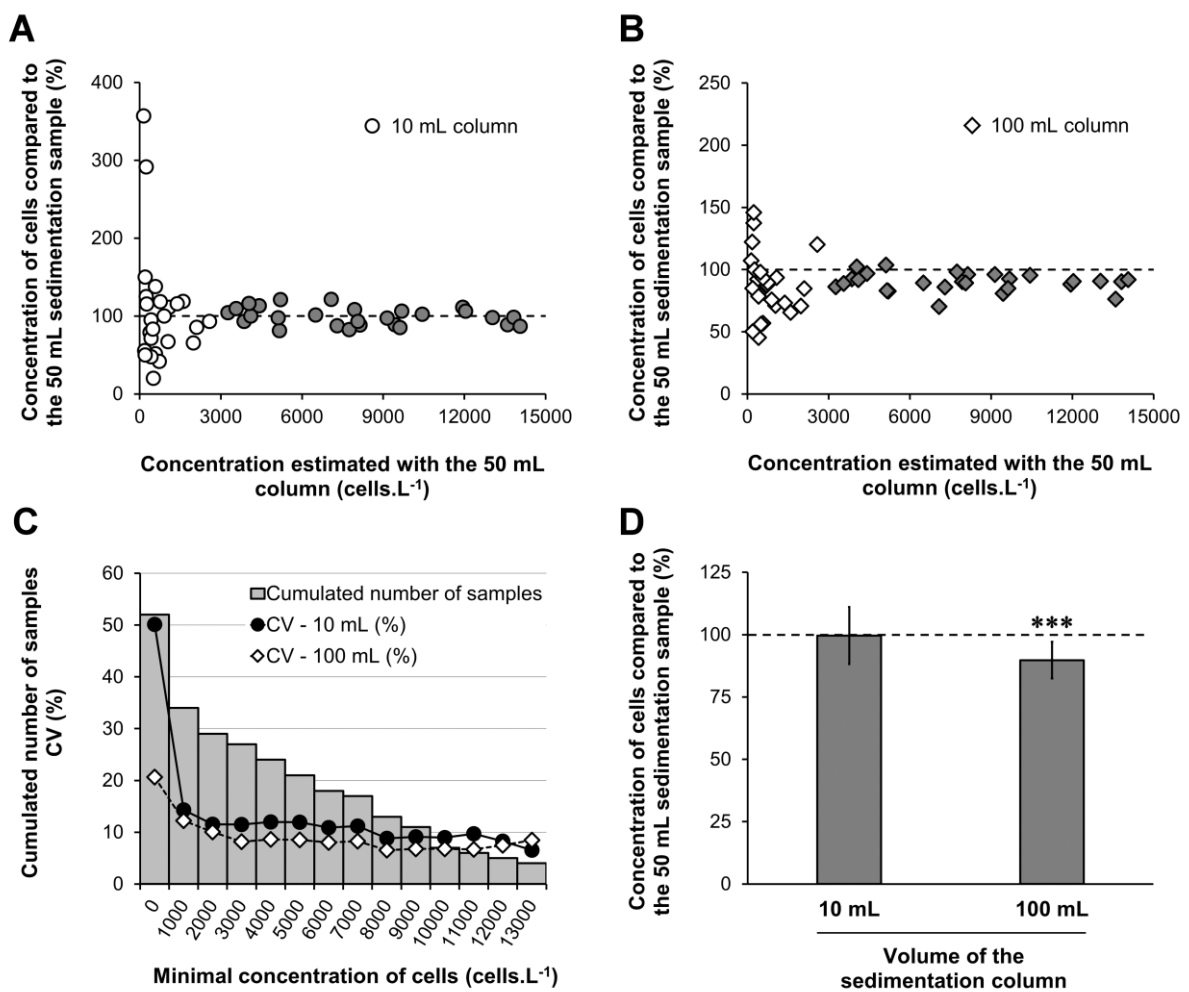 A
Concentration of cells compared to
the 50 mL sedimentation sample (%)
400
300
200
100
0
10 mL column
0 3000 6000 9000 12000 15000
Concentration estimated with the 50 mL
column (cells.L-1)
B
Concentration of cells compared to
the 50 mL sedimentation sample (%)
250
200
150
100
50
0
100 mL column
0 3000 6000 9000 12000 15000
Concentration estimated with the 50 mL
column (cells.L-1)
C
Cumulated number of samples
CV (%)
60
50
40
30
20
10
0
Cumulated number of samples
CV - 10 mL (%)
CV - 100 mL (%)
0 1000 2000 3000 4000 5000 6000 7000 8000 9000 10000 11000 12000 13000
Minimal concentration of cells (cells.L-1)
D
Concentration of cells compared to
the 50 mL sedimentation sample (%)
125
100
75
50
25
0
***
10 mL 100 mL
Volume of the
sedimentation column